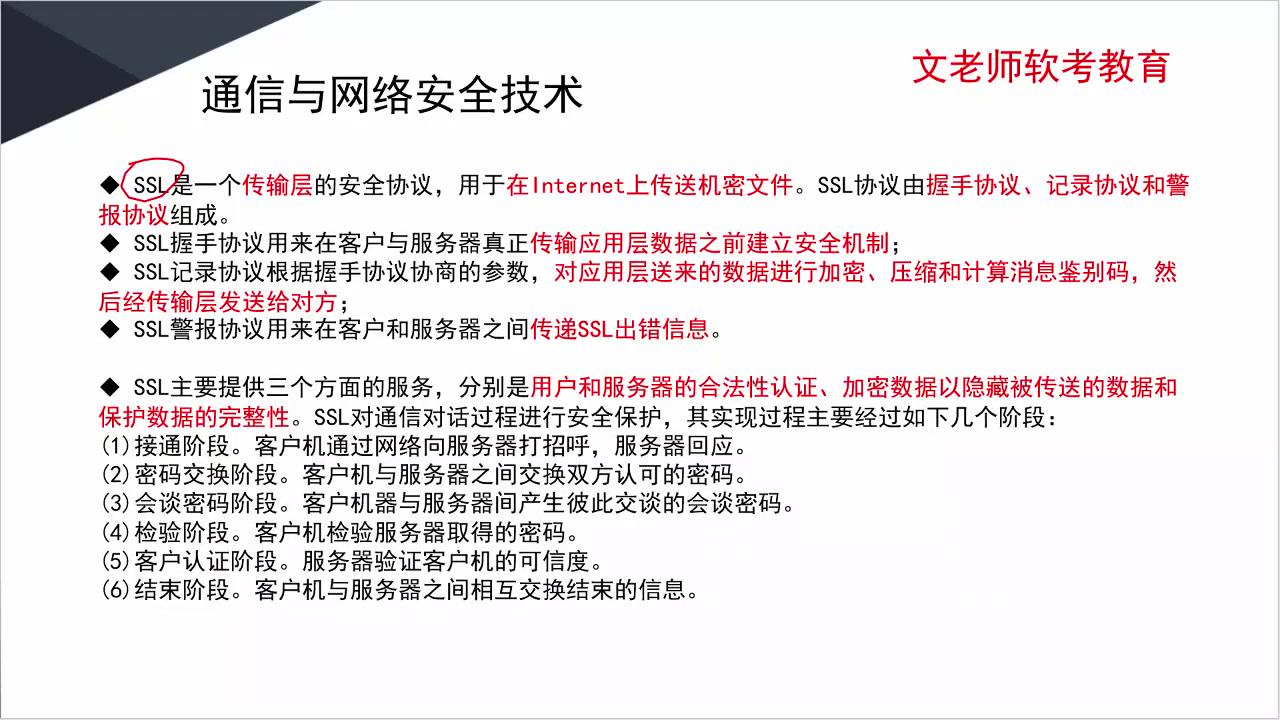 文老师软考教育
通信与网络安全技术
◆ SSL是一个传输层的安全协议，用于在Internet上传送机密文件。SSL协议由握手协议、记录协议和警
报协议组成。
◆ SSL握手协议用来在客户与服务器真正传输应用层数据之前建立安全机制；
◆ SSL记录协议根据握手协议协商的参数，对应用层送来的数据进行加密、压缩和计算消息鉴别码，然
后经传输层发送给对方；
◆ SSL警报协议用来在客户和服务器之间传递SSL出错信息。
◆ SSL主要提供三个方面的服务，分别是用户和服务器的合法性认证、加密数据以隐藏被传送的数据和
保护数据的完整性。SSL对通信对话过程进行安全保护，其实现过程主要经过如下几个阶段：
(1)接通阶段。客户机通过网络向服务器打招呼，服务器回应。
(2)密码交换阶段。客户机与服务器之间交换双方认可的密码。
(3)会谈密码阶段。客户机器与服务器间产生彼此交谈的会谈密码。
(4)检验阶段。客户机检验服务器取得的密码。
(5)客户认证阶段。服务器验证客户机的可信度。
(6)结束阶段。客户机与服务器之间相互交换结束的信息。